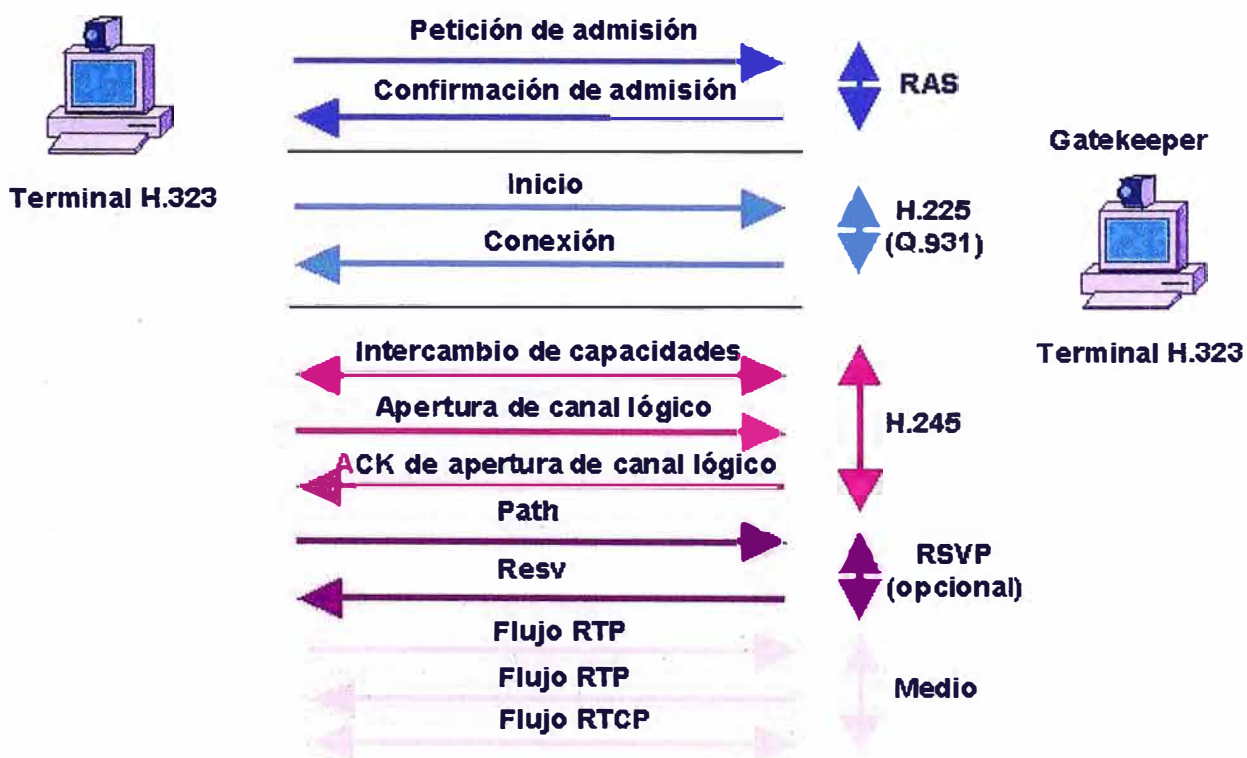 Petición de admisión
Confirmación de admisión
RAS
Terminal H.323
Gatekeeper
Inicio
Conexión
H.225
(Q.931)
Terminal H.323
Intercambio de capacidades
Apertura de canal lógico
ACK de apertura de canal lógico
H.245
Path
Resv
RSVP
(opcional)
Flujo RTP
Flujo RTP
Flujo RTCP
Medio